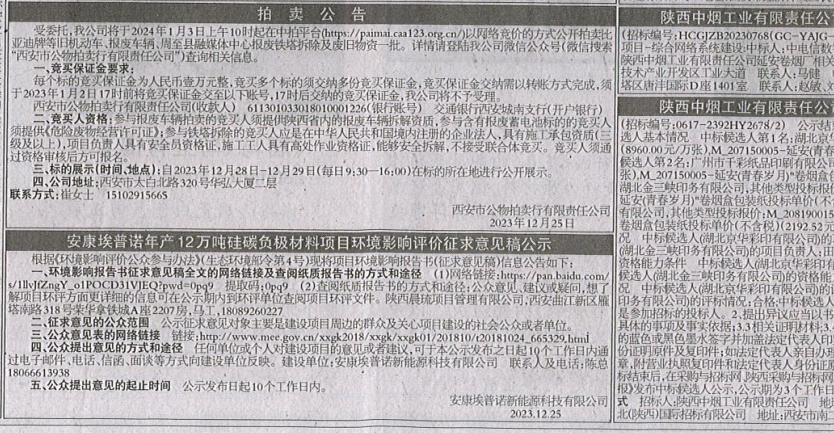 拍 卖 公 告
受委托,我公司将于2024年1月3日上午10时起在中拍平台(https://paimai.caa123.org.cn/)以网络竞价的方式公开拍卖比
亚迪牌等旧机动车、报废车辆、周至县融媒体中心报废铁塔拆除及废旧物资一批。详情请登陆我公司微信公众号(微信搜索
“西安市公物拍卖行有限责任公司”)查询相关信息。
一、竞买保证金要求:
每个标的竞买保证金为人民币壹万元整,竞买多个标的须交纳多份竞买保证金,竞买保证金交纳需以转账方式完成,须
于2023年1月2日17时前将竞买保证金交至以下账号,17时后交纳的竞买保证金,我公司将不予受理。
西安市公物拍卖行有限责任公司(收款人) 611301033018010001226(银行账号) 交通银行西安城南支行(开户银行)
二、竞买人资格:参与报废车辆拍卖的竞买人须提供陕西省内的报废车辆拆解资质,参与含有报废蓄电池标的的竞买人
须提供《危险废物经营许可证》;参与铁塔拆除的竞买人应是在中华人民共和国境内注册的企业法人,具有施工承包资质(三
级及以上),项目负责人具有安全员资格证,施工工人具有高处作业资格证,能够安全拆解,不接受联合体竞买。竞买人须通
过资格审核后方可报名。
三、标的展示(时间、地点):自2023年12月28日-12月29日(每日9:30—16:00)在标的所在地进行公开展示。
四、公司地址:西安市太白北路320号华弘大厦二层
联系方式:崔女士 15102915665
西安市公物拍卖行有限责任公司
2023年12月25日
安康埃普诺年产12万吨硅碳负极材料项目环境影响评价征求意见稿公示
根据《环境影响评价公众参与办法》(生态环境部令第4号)现将项目环境影响报告书(征求意见稿)信息公告如下:
一、环境影响报告书征求意见稿全文的网络链接及查阅纸质报告书的方式和途径 (1)网络链接:https://pan.baidu.com/
s/1llvJfZngY_o1POCD31VJEQ?pwd=0pq9 提取码:0pq9 (2)查阅纸质报告书的方式和途径:公众意见、建议或疑问,想了
解项目环评方面更详细的信息可在公示期内到环评单位查阅项目环评文件。陕西晨琉项目管理有限公司,西安曲江新区雁
塔南路318号荣华拿铁城A座2207房,马工,18089260227
二、征求意见的公众范围 公示征求意见对象主要是建设项目周边的群众及关心项目建设的社会公众或者单位。
三、公众意见表的网络链接 链接:http://www.mee.gov.cn/xxgk2018/xxgk/xxgk01/201810/t20181024_665329.html
四、公众提出意见的方式和途径 任何单位或个人对建设项目的意见或者建议,可于本公示发布之日起10个工作日内通
过电子邮件、电话、信函、面谈等方式向建设单位反映。建设单位:安康埃普诺新能源科技有限公司 联系人及电话:陈总
18066613938
五、公众提出意见的起止时间 公示发布日起10个工作日内。
安康埃普诺新能源科技有限公司
2023.12.25
陕西中烟工业有限责任公
(招标编号:HCGJZB20230768(GC-YAJG-
项目-综合网络系统建设:中标人:中电信数
陕西中烟工业有限责任公司延安卷烟厂相关
技术产业开发区工业大道 联系人:马健
塔区唐沣国际D座1401室 联系人:赵敏、
陕西中烟工业有限责任公
(招标编号:0617-2392HY2678/2) 公示结
选人基本情况 中标候选人第1名:湖北京
(8960.00元/万张),M_207150005-延安(青春
候选人第2名:广州市千彩纸品印刷有限公
张),M_207150005-延安(青春岁月)“卷烟盒包
湖北金三峡印务有限公司,其他类型投标报
延安(青春岁月)“卷烟盒包装纸投标单价(不
有限公司,其他类型投标报价:M_20819001
卷烟盒包装纸投标单价(不含税)(2192.52元
况 中标候选人(湖北京华彩印有限公司)的
(湖北金三峡印务有限公司)的项目负责人:田
资格能力条件 中标候选人(湖北京华彩印有
候选人(湖北金三峡印务有限公司)的资格能
况 中标候选人(湖北京华彩印有限公司)的
印务有限公司)的评标情况:合格;中标候选人
是参加招标的投标人。2.提出异议应当以书
具体的事项及事实依据;3.3相关证明材料;3.
的蓝色或黑色墨水签字并加盖法定代表人印
份证明原件及复印件;如法定代表人亲自办
章,附营业执照复印件和法定代表人身份证原
标结束后,在采购与招标网、陕西采购与招标网
报》发布中标候选人公示,公示期为3个工作日
式 招标人:陕西中烟工业有限责任公司 地
北(陕西)国际招标有限公司 地址:西安市南二